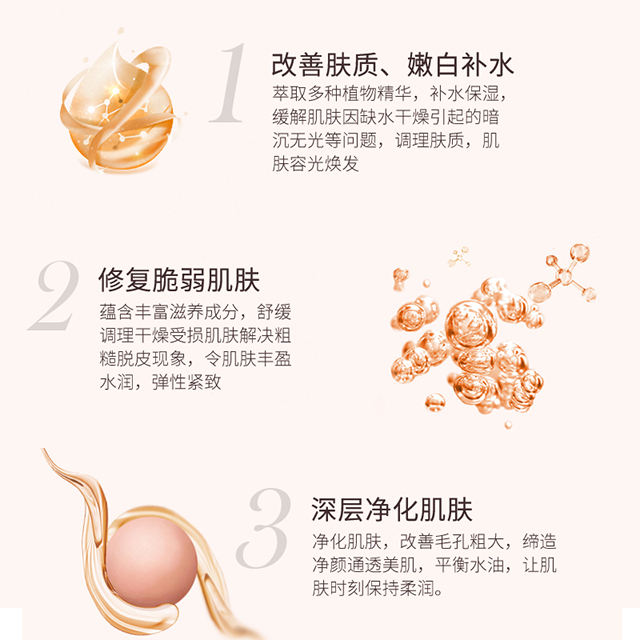 1
改善肤质、嫩白补水
萃取多种植物精华，补水保湿，
缓解肌肤因缺水干燥引起的暗
沉无光等问题，调理肤质，肌
肤容光焕发
2
修复脆弱肌肤
蕴含丰富滋养成分，舒缓
调理干燥受损肌肤解决粗
糙脱皮现象，令肌肤丰盈
水润，弹性紧致
3
深层净化肌肤
净化肌肤，改善毛孔粗大，缔造
净颜通透美肌，平衡水油，让肌
肤时刻保持柔润。